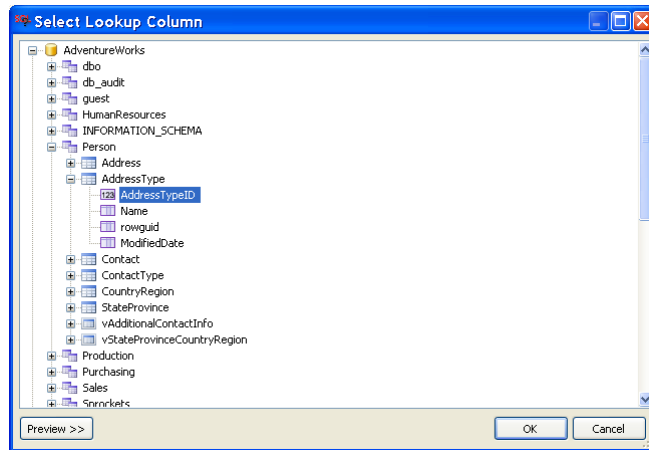 Select Lookup Column
AdventureWorks
dbo
db_audit
guest
HumanResources
INFORMATION_SCHEMA
Person
Address
AddressType
123 AddressTypeID
Name
rowguid
ModifiedDate
Contact
ContactType
CountryRegion
StateProvince
vAdditionalContactInfo
vStateProvinceCountryRegion
Production
Purchasing
Sales
Sprockets
Preview >> OK Cancel